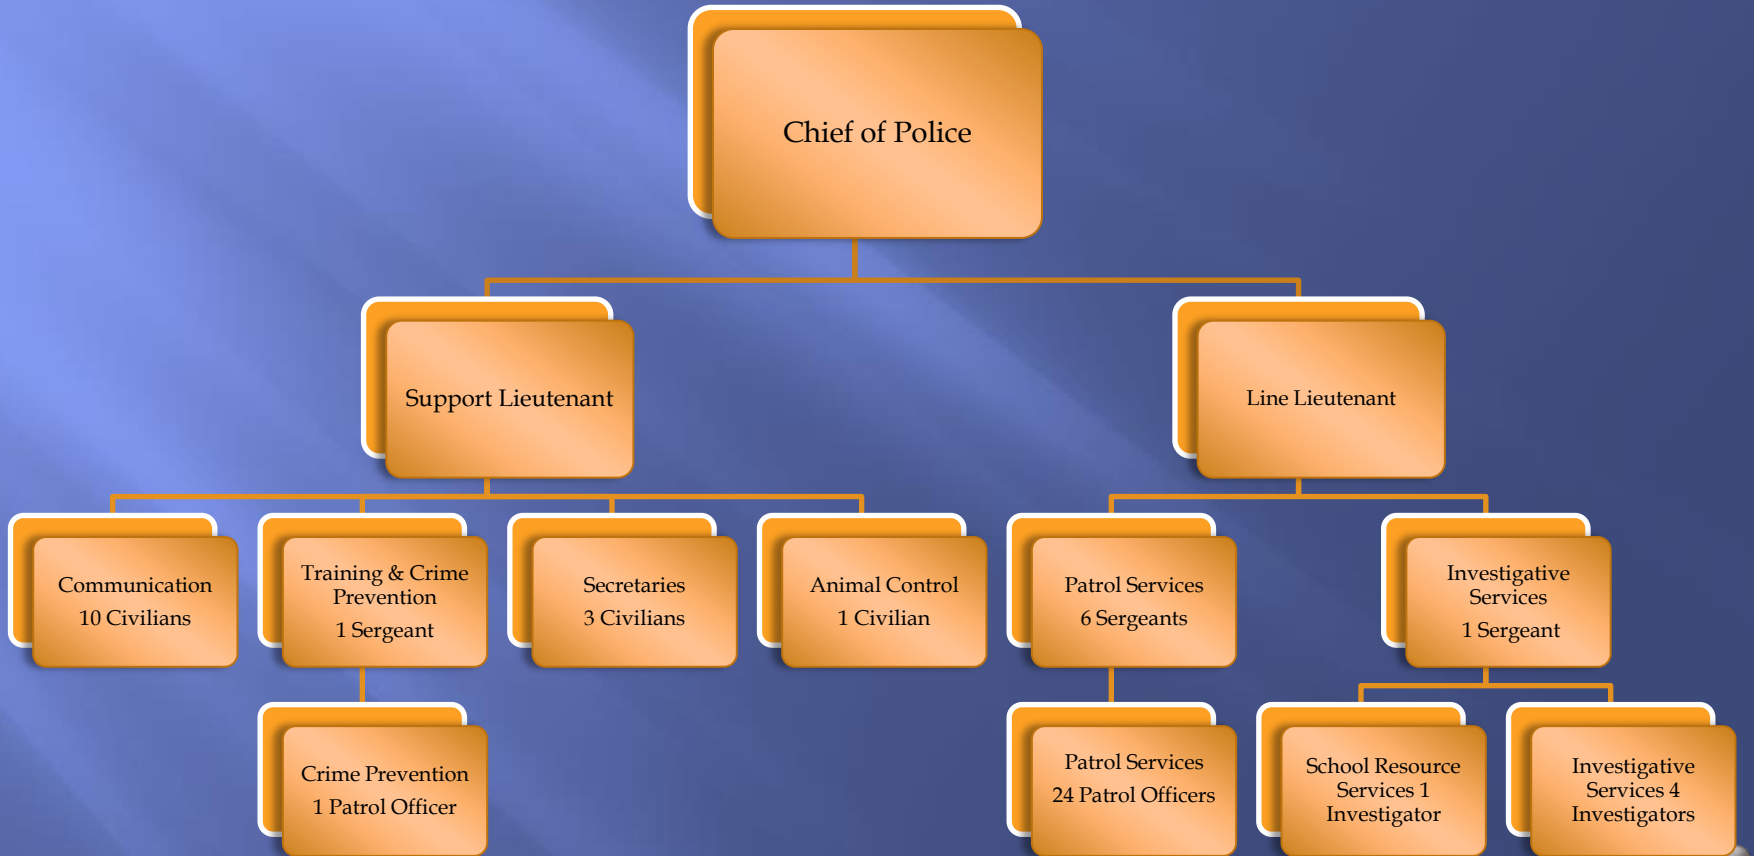 Chief of Police
Support Lieutenant
Line Lieutenant
Communication
10 Civilians
Training & Crime
Prevention
1 Sergeant
Secretaries
3 Civilians
Animal Control
1 Civilian
Patrol Services
6 Sergeants
Investigative
Services
1 Sergeant
Crime Prevention
1 Patrol Officer
Patrol Services
24 Patrol Officers
School Resource
Services 1
Investigator
Investigative
Services 4
Investigators